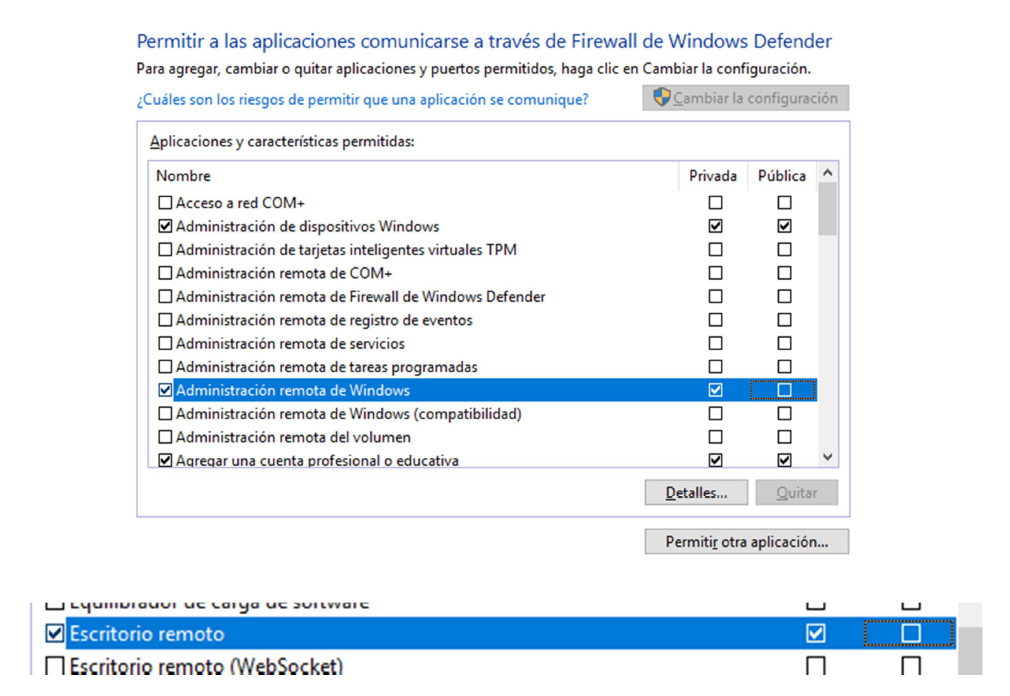 Permitir a las aplicaciones comunicarse a través de Firewall de Windows Defender
Para agregar, cambiar o quitar aplicaciones y puertos permitidos, haga clic en Cambiar la configuración.
¿Cuáles son los riesgos de permitir que una aplicación se comunique? Cambiar la configuración
Aplicaciones y características permitidas:
Nombre Privada Pública
Acceso a red COM+
Administración de dispositivos Windows
Administración de tarjetas inteligentes virtuales TPM
Administración remota de COM+
Administración remota de Firewall de Windows Defender
Administración remota de registro de eventos
Administración remota de servicios
Administración remota de tareas programadas
Administración remota de Windows
Administración remota de Windows (compatibilidad)
Administración remota del volumen
Agregar una cuenta profesional o educativa
Detalles... Quitar
Permitir otra aplicación...
Equilibrador de carga de software
Escritorio remoto
Escritorio remoto (WebSocket)